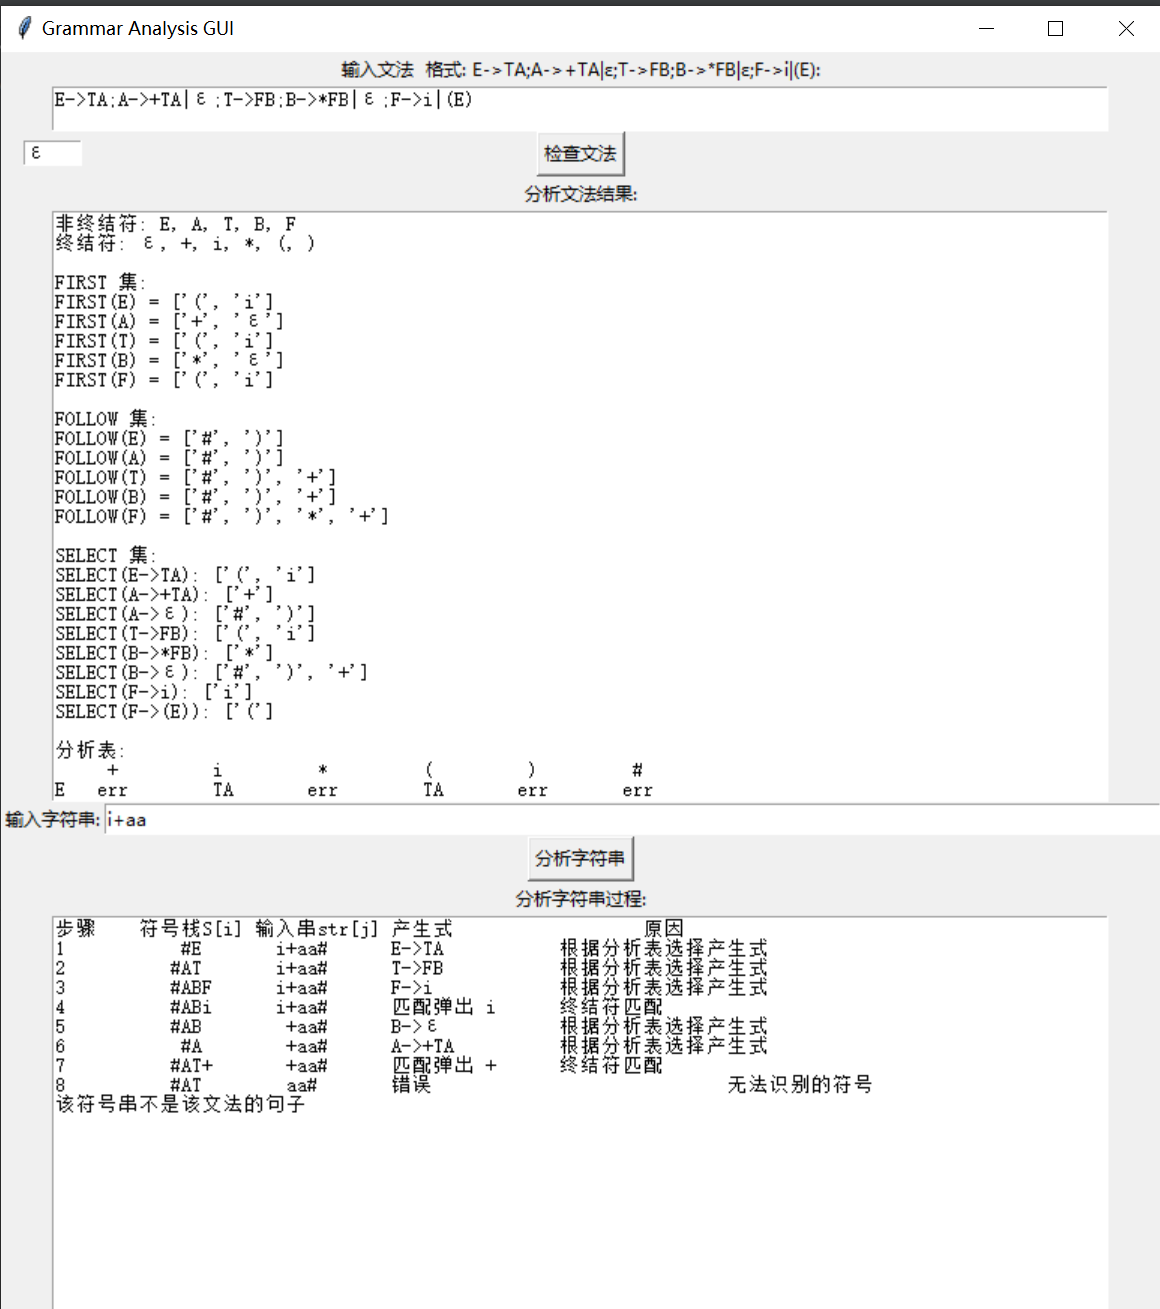 Grammar Analysis GUI
输入文法 格式: E->TA;A->+TA|ε;T->FB;B->*FB|ε;F->i|(E):
E->TA;A->+TA|ε;T->FB;B->*FB|ε;F->i|(E)
ε
检查文法
分析文法结果:
非终结符: E, A, T, B, F
终结符: ε, +, i, *, (, )
FIRST 集:
FIRST(E) = ['(', 'i']
FIRST(A) = ['+', 'ε']
FIRST(T) = ['(', 'i']
FIRST(B) = ['*', 'ε']
FIRST(F) = ['(', 'i']
FOLLOW 集:
FOLLOW(E) = ['#', ')']
FOLLOW(A) = ['#', ')']
FOLLOW(T) = ['#', ')', '+']
FOLLOW(B) = ['#', ')', '+']
FOLLOW(F) = ['#', ')', '*', '+']
SELECT 集:
SELECT(E->TA): ['(', 'i']
SELECT(A->+TA): ['+']
SELECT(A->ε): ['#', ')']
SELECT(T->FB): ['(', 'i']
SELECT(B->*FB): ['*']
SELECT(B->ε): ['#', ')', '+']
SELECT(F->i): ['i']
SELECT(F->(E)): ['(']
分析表:
+ i * ( ) #
E err TA err TA err err
输入字符串: i+aa
分析字符串
分析字符串过程:
步骤 符号栈S[i] 输入串str[j] 产生式 原因
1 #E i+aa# E->TA 根据分析表选择产生式
2 #AT i+aa# T->FB 根据分析表选择产生式
3 #ABF i+aa# F->i 根据分析表选择产生式
4 #ABi i+aa# 匹配弹出 i 终结符匹配
5 #AB +aa# B->ε 根据分析表选择产生式
6 #A +aa# A->+TA 根据分析表选择产生式
7 #AT+ +aa# 匹配弹出 + 终结符匹配
8 #AT aa# 错误 无法识别的符号
该符号串不是该文法的句子